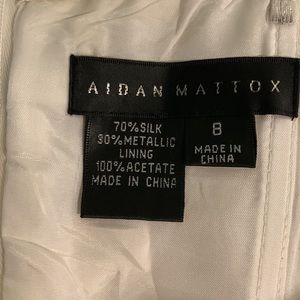 AIDAN MATTOX
70% SILK
30% METALLIC
LINING
100% ACETATE
MADE IN CHINA
8
MADE IN
CHINA